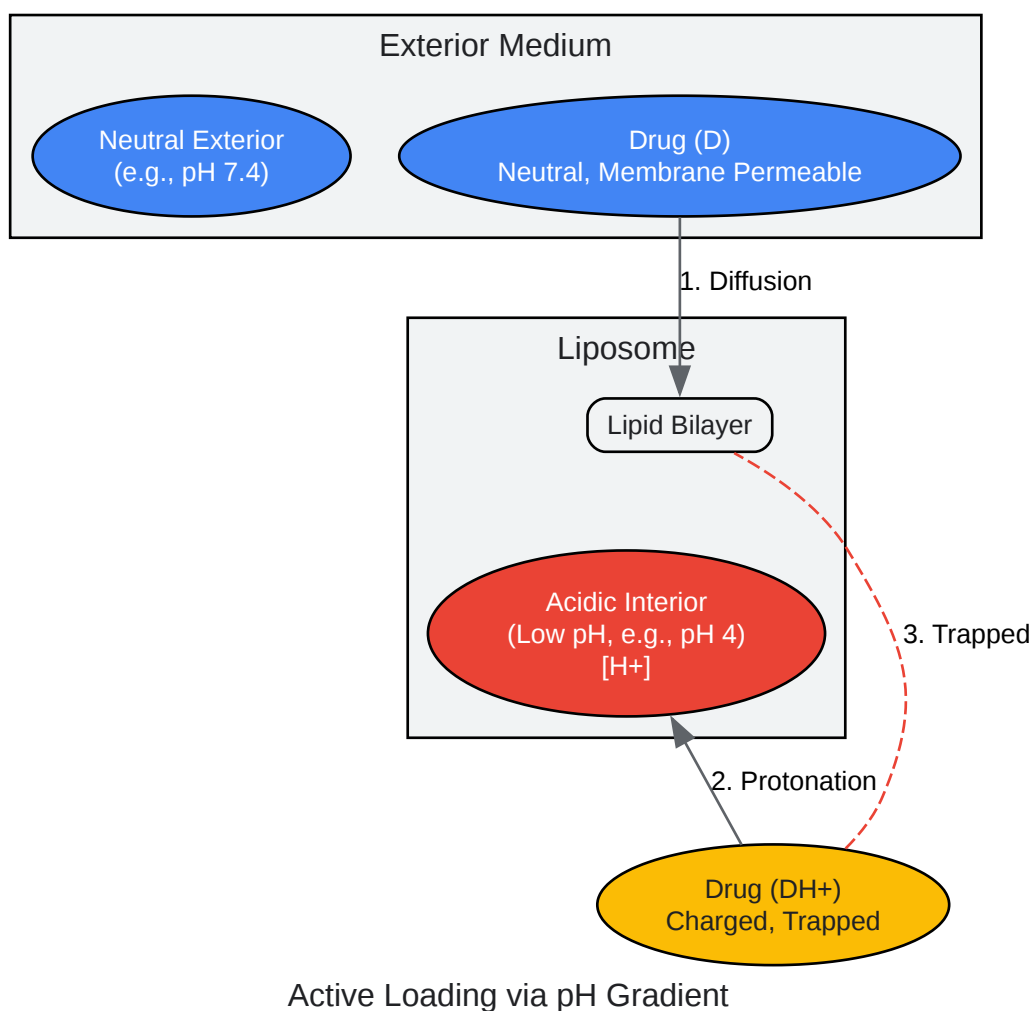 Exterior Medium
Neutral Exterior
(e.g., pH 7.4)
Drug (D)
Neutral, Membrane Permeable
1. Diffusion
Liposome
Lipid Bilayer
Acidic Interior
(Low pH, e.g., pH 4)
[H+]
3. Trapped
2. Protonation
Drug (DH+)
Charged, Trapped
Active Loading via pH Gradient